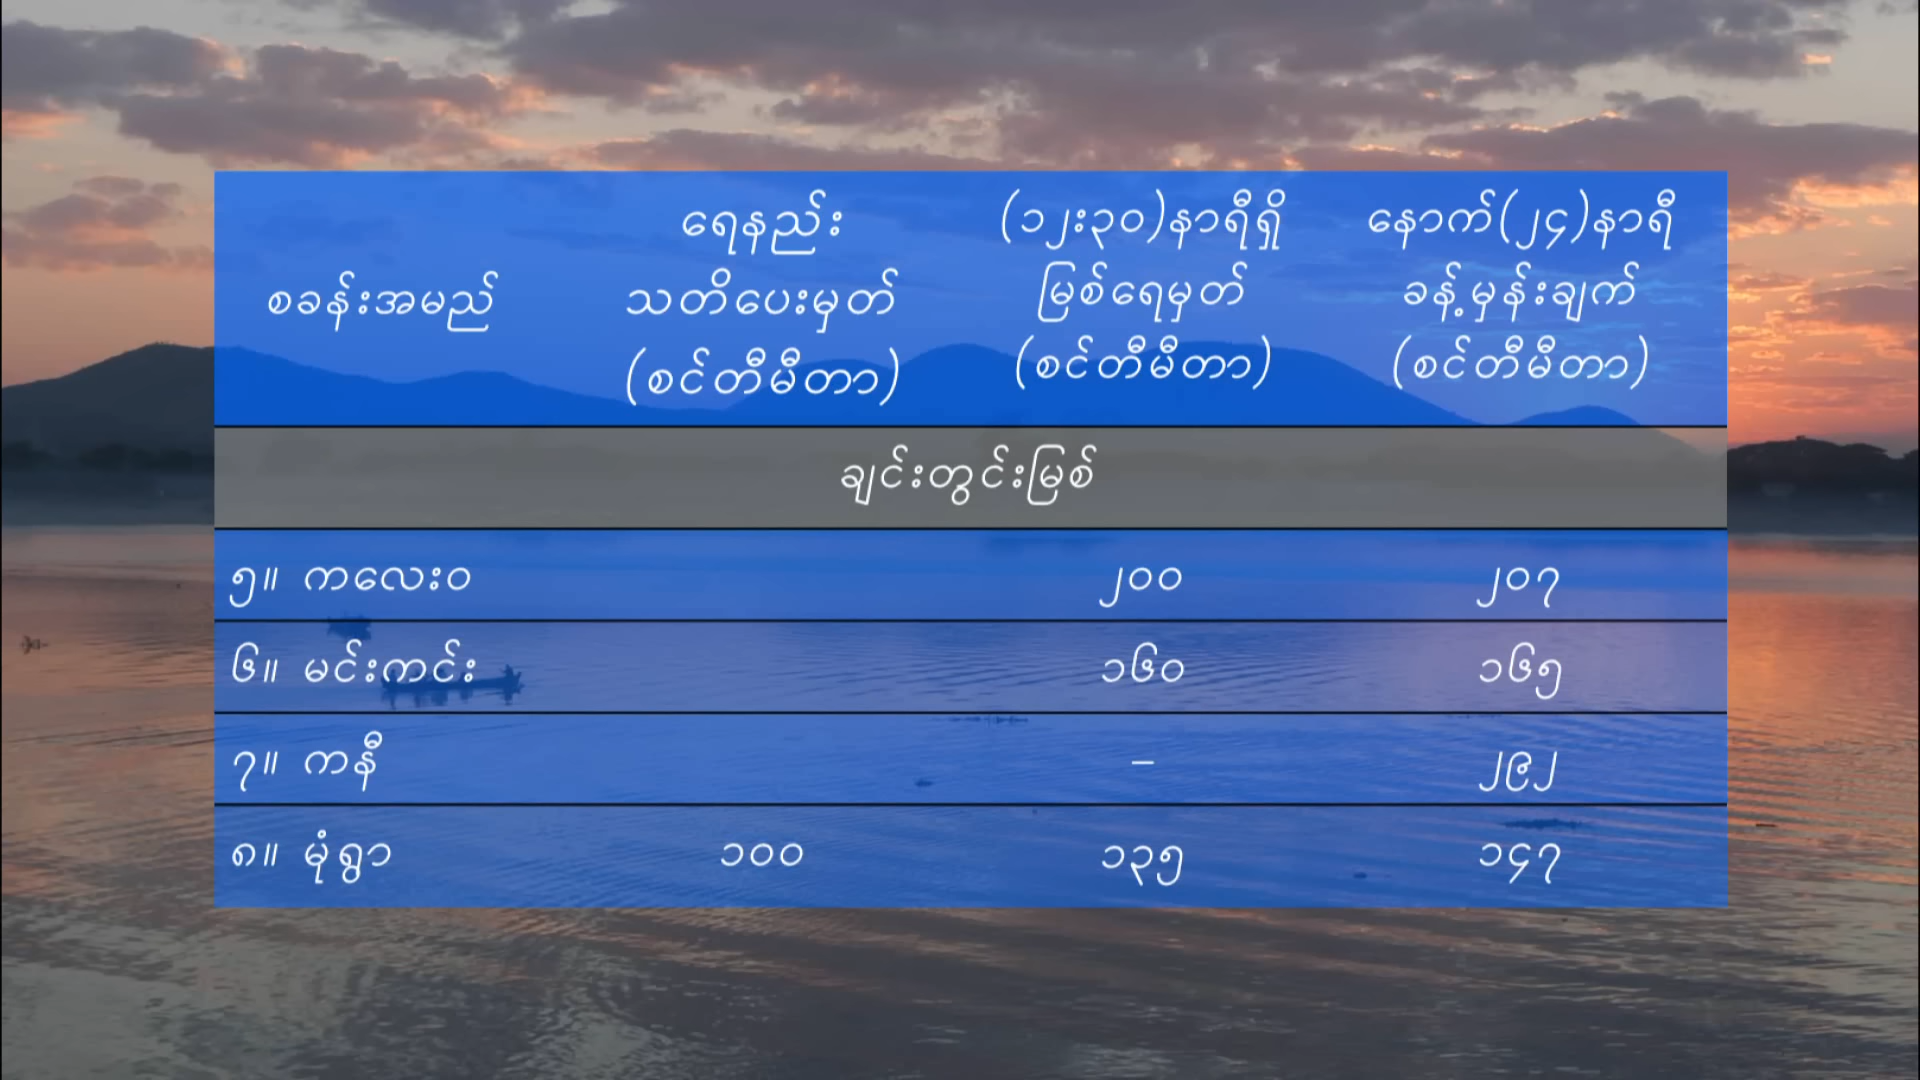 စခန်းအမည်
ရေနည်း
သတိပေးမှတ်
(စင်တီမီတာ)
(၁၂း၃၀)နာရီရှိ
မြစ်ရေမှတ်
(စင်တီမီတာ)
နောက်(၂၄)နာရီ
ခန့်မှန်းချက်
(စင်တီမီတာ)
ချင်းတွင်းမြစ်
၅။ ကလေးဝ ၂၀၀ ၂၀၇
၆။ မင်းကင်း ၁၆၀ ၁၆၅
၇။ ကနီ – ၂၉၂
၈။ မုံရွာ ၁၀၀ ၁၃၅ ၁၄၇